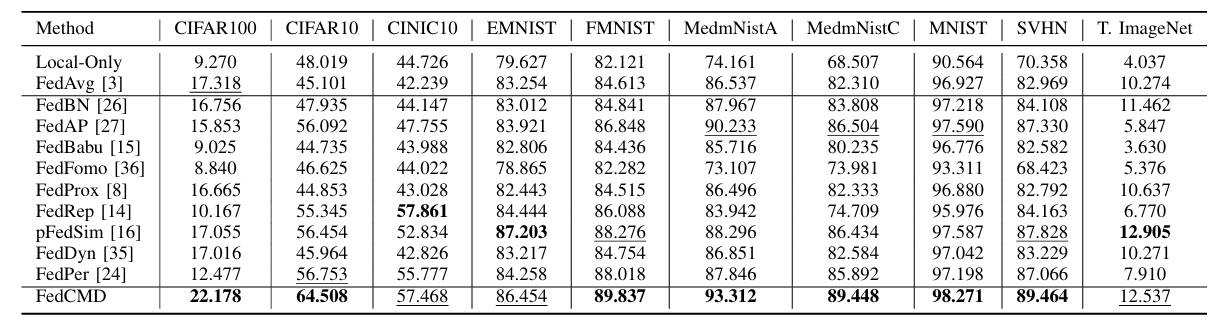 Method CIFAR100 CIFAR10 CINIC10 EMNIST FMNIST MedmNistA MedmNistC MNIST SVHN T. ImageNet
Local-Only 9.270 48.019 44.726 79.627 82.121 74.161 68.507 90.564 70.358 4.037
FedAvg [3] 17.318 45.101 42.239 83.254 84.613 86.537 82.310 96.927 82.969 10.274
FedBN [26] 16.756 47.935 44.147 83.012 84.841 87.967 83.808 97.218 84.108 11.462
FedAP [27] 15.853 56.092 47.755 83.921 86.848 90.233 86.504 97.590 87.330 5.847
FedBabu [15] 9.025 44.735 43.988 82.806 84.436 85.716 80.235 96.776 82.582 3.630
FedFomo [36] 8.840 46.625 44.022 78.865 82.282 73.107 73.981 93.311 68.423 5.376
FedProx [8] 16.665 44.853 43.028 82.443 84.515 86.496 82.333 96.880 82.792 10.637
FedRep [14] 10.167 55.345 57.861 84.444 86.088 83.942 74.709 95.976 84.163 6.770
pFedSim [16] 17.055 56.454 52.834 87.203 88.276 88.296 86.434 97.587 87.828 12.905
FedDyn [35] 17.016 45.964 42.826 83.217 84.754 86.851 82.584 97.042 83.229 10.271
FedPer [24] 12.477 56.753 55.777 84.258 88.018 87.846 85.892 97.198 87.066 7.910
FedCMD 22.178 64.508 57.468 86.454 89.837 93.312 89.448 98.271 89.464 12.537